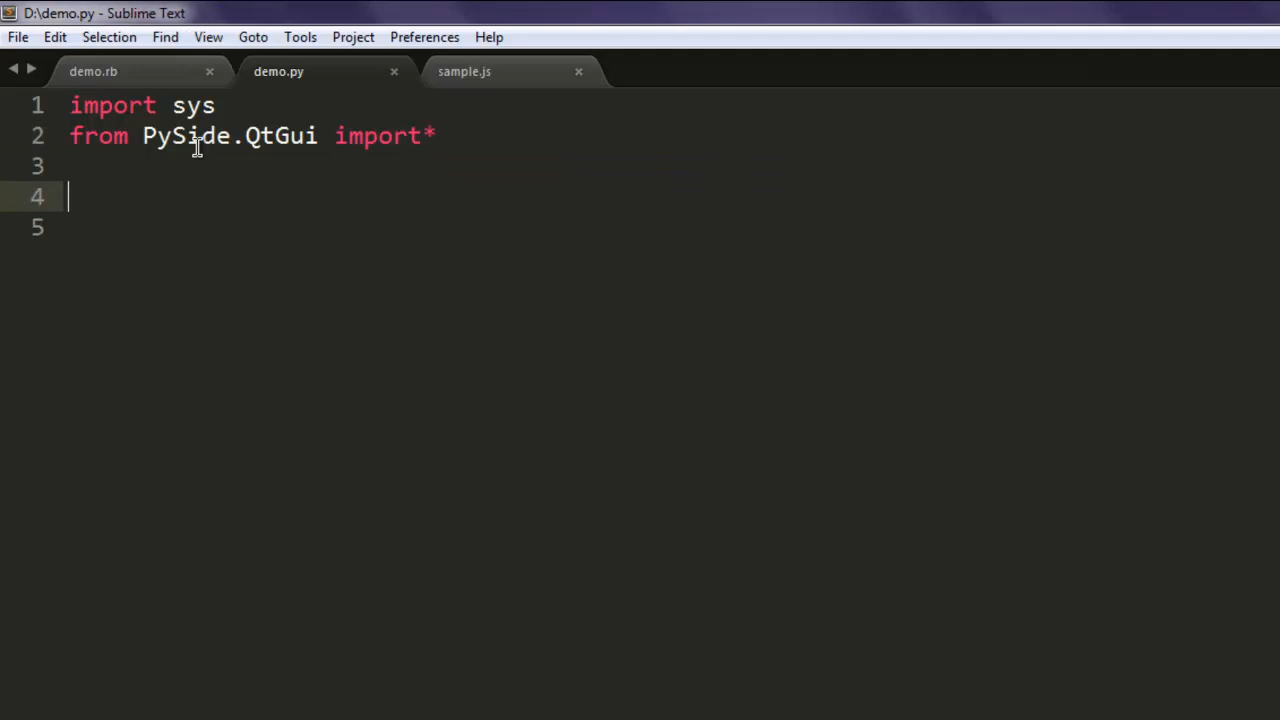 D:\demo.py - Sublime Text
File Edit Selection Find View Goto Tools Project Preferences Help
demo.rb × demo.py × sample.js ×
1 import sys
2 from PySide.QtGui import*
3
4
5